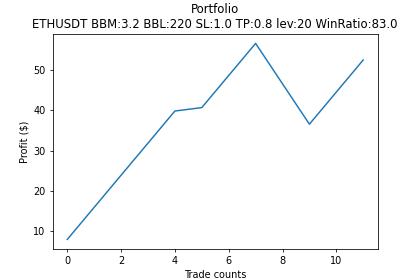 Portfolio
ETHUSDT BBM:3.2 BBL:220 SL:1.0 TP:0.8 lev:20 WinRatio:83.0
Profit ($)
50
40
30
20
10
0 2 4 6 8 10
Trade counts